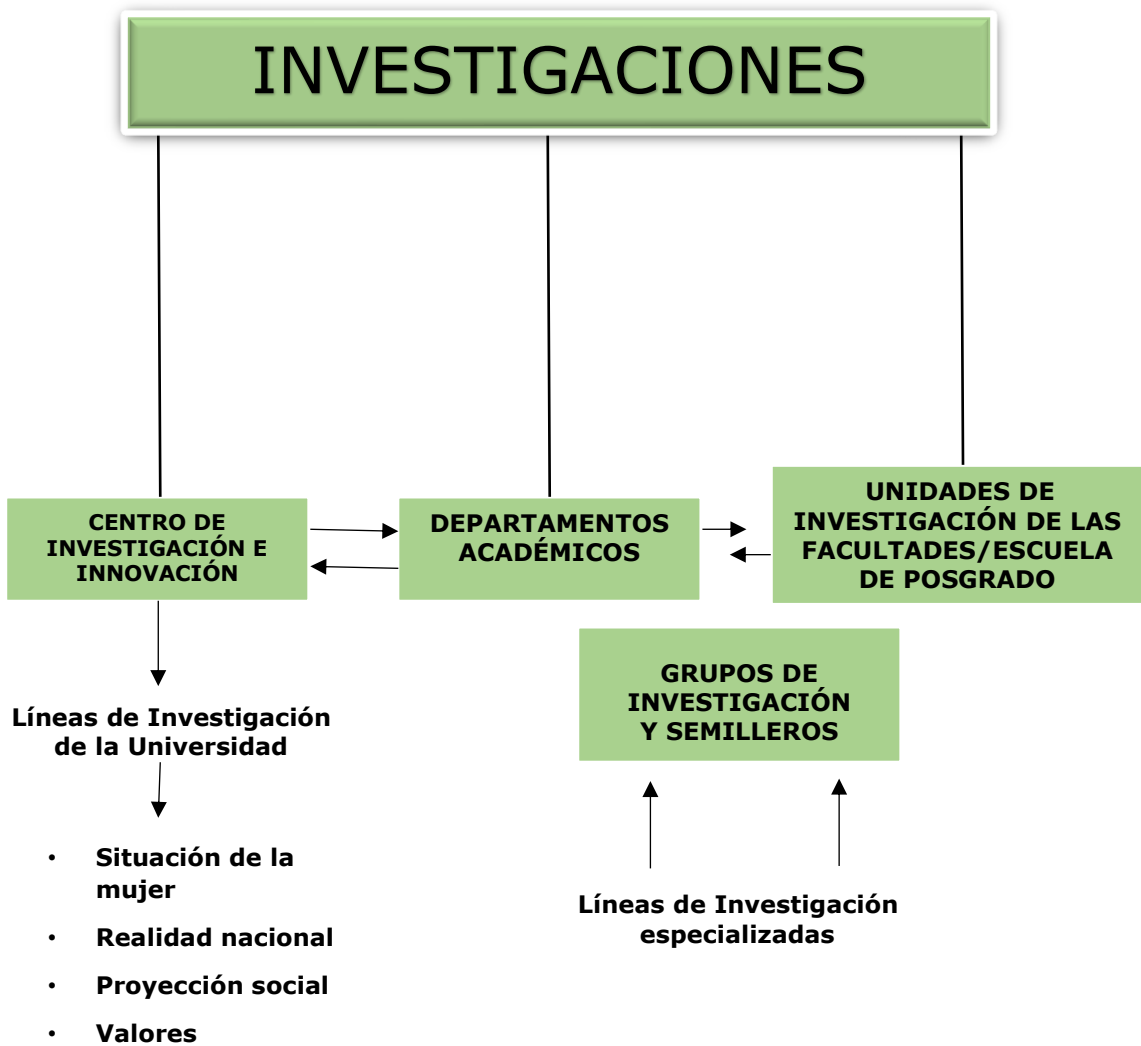 INVESTIGACIONES
CENTRO DE
INVESTIGACIÓN E
INNOVACIÓN
DEPARTAMENTOS
ACADÉMICOS
UNIDADES DE
INVESTIGACIÓN DE LAS
FACULTADES/ESCUELA
DE POSGRADO
GRUPOS DE
INVESTIGACIÓN
Y SEMILLEROS
Líneas de Investigación
de la Universidad
• Situación de la
mujer
• Realidad nacional
• Proyección social
• Valores
Líneas de Investigación
especializadas